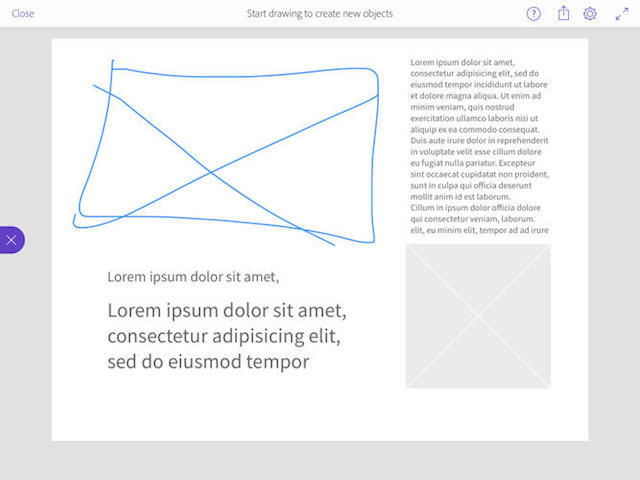 Close
Start drawing to create new objects
?
Lorem ipsum dolor sit amet,
consectetur adipisicing elit, sed do
eiusmod tempor incididunt ut labore
et dolore magna aliqua. Ut enim ad
minim veniam, quis nostrud
exercitation ullamco laboris nisi ut
aliquip ex ea commodo consequat.
Duis aute irure dolor in reprehenderit
in voluptate velit esse cillum dolore
eu fugiat nulla pariatur. Excepteur
sint occaecat cupidatat non proident,
sunt in culpa qui officia deserunt
mollit anim id est laborum.
Cillum in ipsum dolor officia dolore
qui consectetur veniam, laborum.
elit, eu minim elit, tempor ad ad irure
Lorem ipsum dolor sit amet,
Lorem ipsum dolor sit amet,
consectetur adipisicing elit,
sed do eiusmod tempor